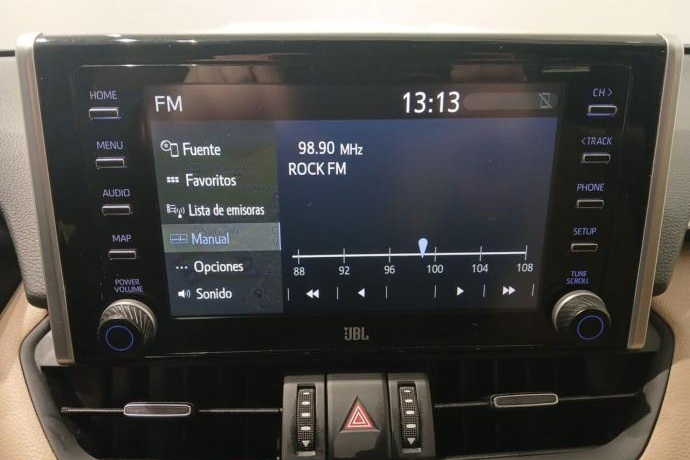 HOME
MENU
AUDIO
MAP
POWER
VOLUME
FM
13:13
Fuente
Favoritos
Lista de emisoras
Manual
Opciones
Sonido
98.90 MHz
ROCK FM
88 92 96 100 104 108
CH >
< TRACK
PHONE
SETUP
TUNE
SCROLL
JBL